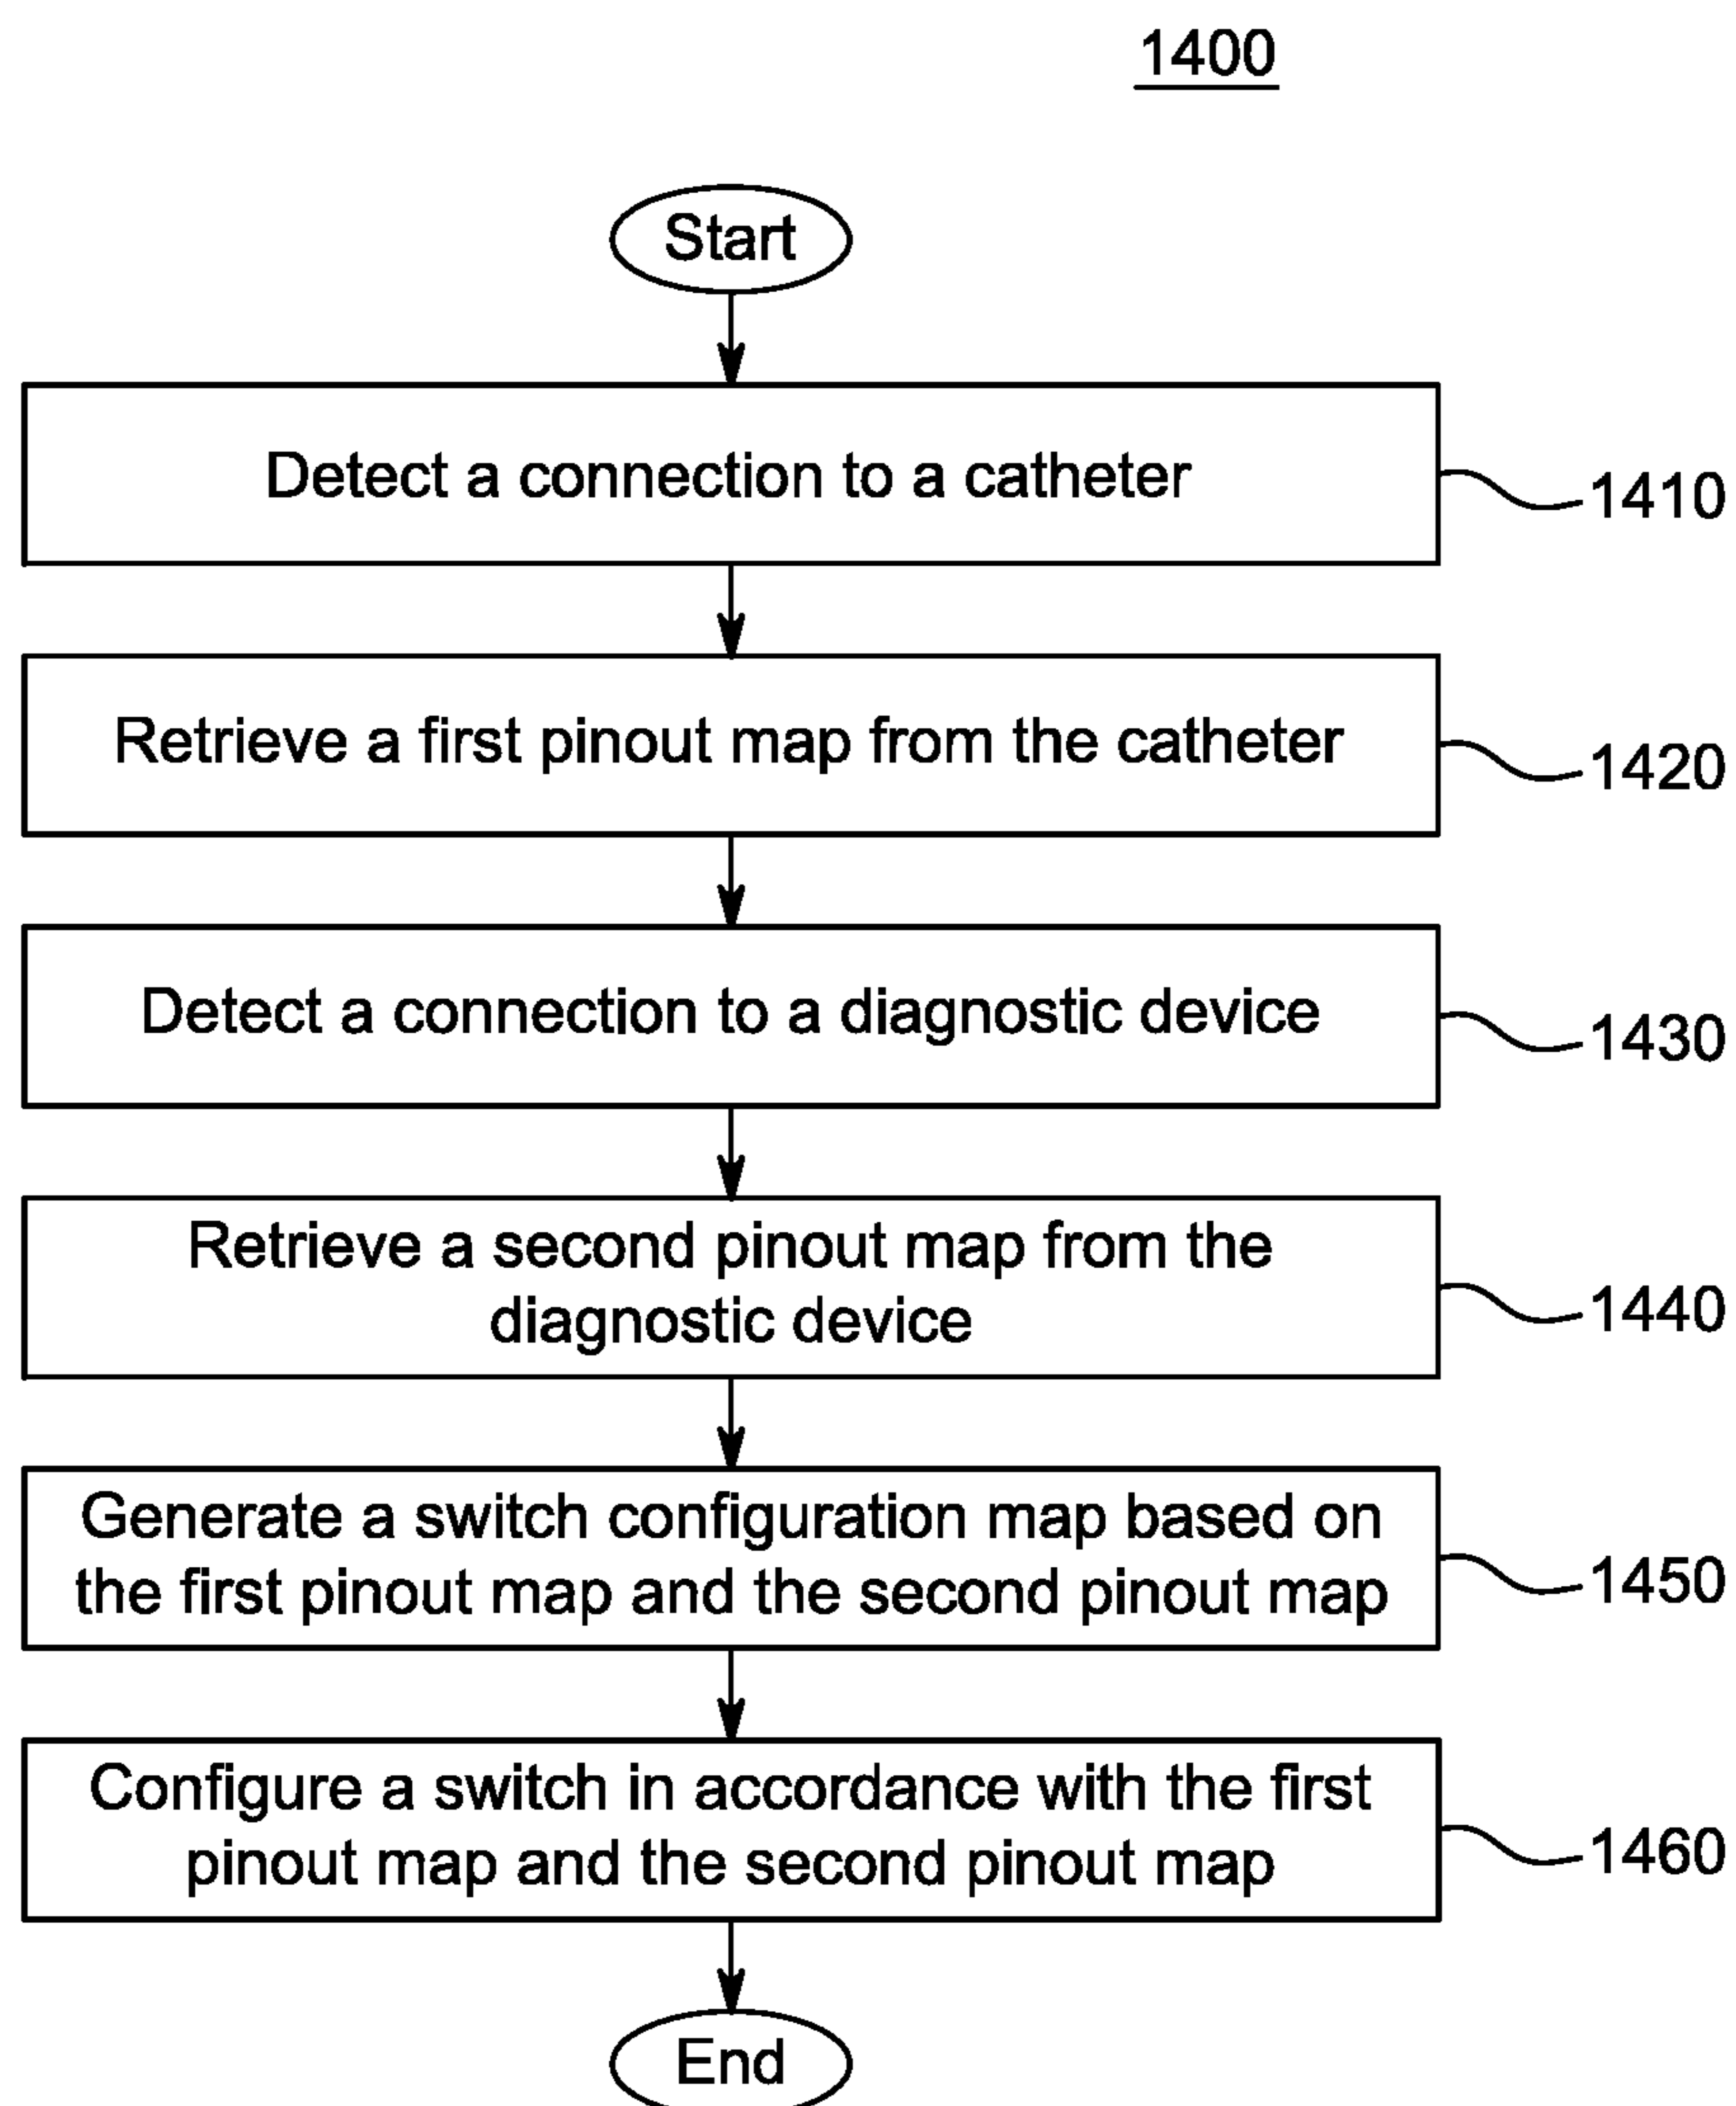 1400
Start
Detect a connection to a catheter
1410
Retrieve a first pinout map from the catheter
1420
Detect a connection to a diagnostic device
1430
Retrieve a second pinout map from the
diagnostic device
1440
Generate a switch configuration map based on
the first pinout map and the second pinout map
1450
Configure a switch in accordance with the first
pinout map and the second pinout map
1460
End